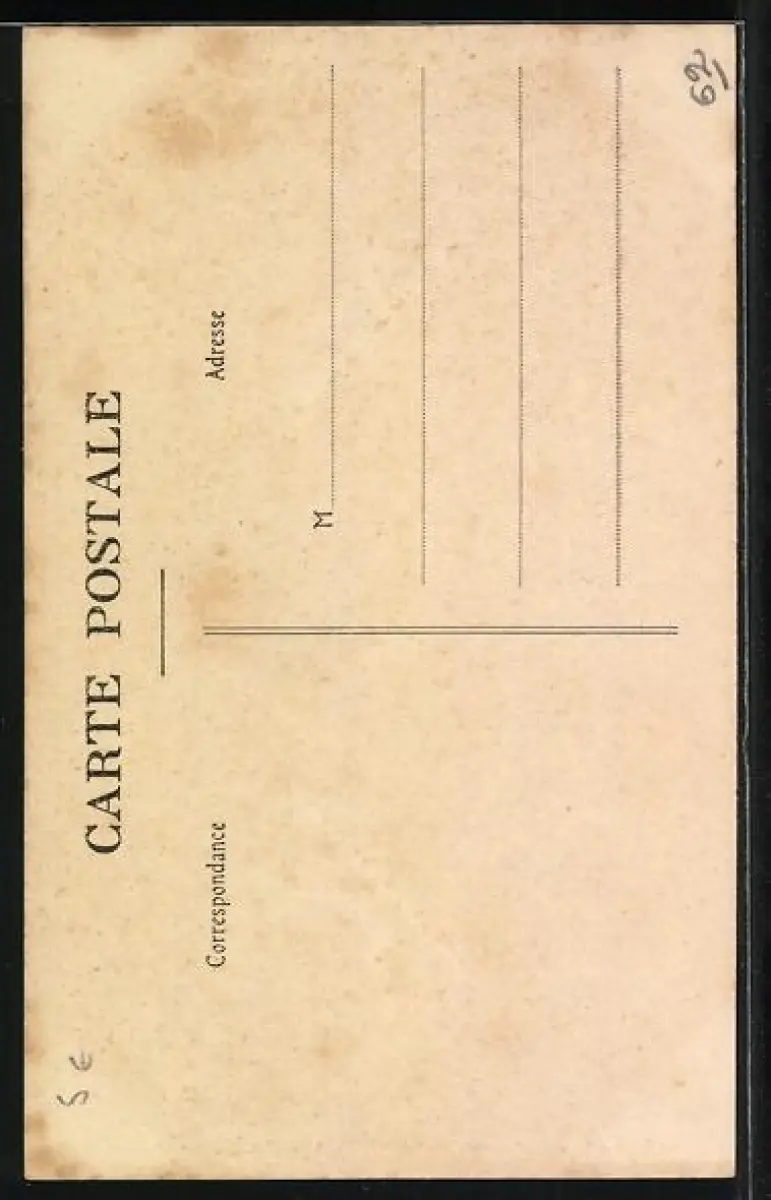 5 €
CARTE POSTALE
Correspondance
Adresse
M
62